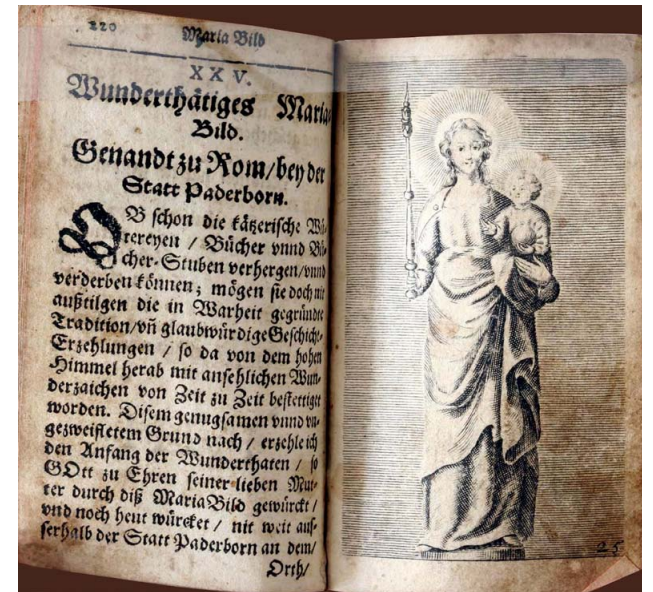 220 Maria Bild
XXV.
Wunderthätiges Maria-
Bild.
Genandt zu Rom/ bey der
Statt Paderborn.
OB schon die kätzerische Wü-
tereyen / Bücher vnnd Bü-
cher-Stuben verhergen/vnnd
verderben können; mögen sie doch nit
außtilgen die in Warheit gegründte
Tradition/vñ glaubwürdige Geschicht-
Erzehlungen / so da von dem hohen
Himmel herab mit ansehlichen Wun-
derzaichen von Zeit zu Zeit bestettiget
worden. Disem genugsamen vnnd vn-
gezweifletem Grund nach / erzehle ich
den Anfang der Wunderthaten / so
GOtt zu Ehren seiner lieben Mut-
ter durch diß Maria Bild gewürckt /
vnd noch heut würcket / nit weit aus-
serhalb der Statt Paderborn an dem/
Orth/
25